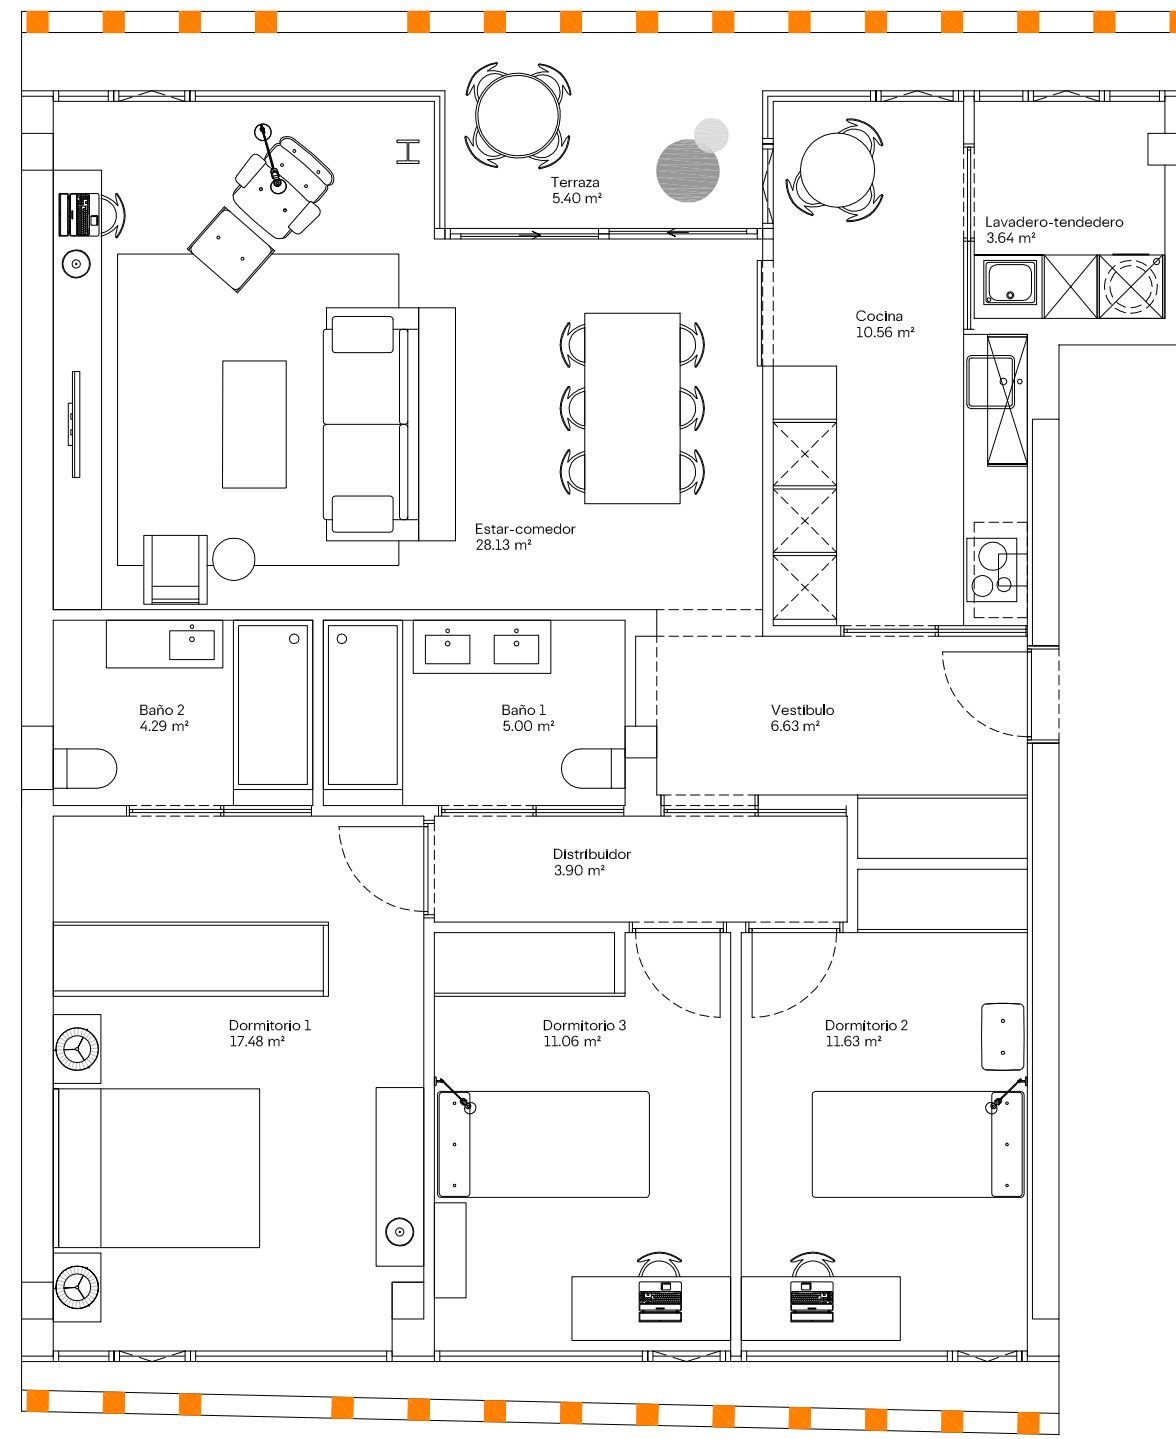 Terraza
5.40 m²
Lavadero-tendedero
3.64 m²
Cocina
10.56 m²
Estar-comedor
28.13 m²
Baño 2
4.29 m²
Baño 1
5.00 m²
Vestíbulo
6.63 m²
Distribuidor
3.90 m²
Dormitorio 1
17.48 m²
Dormitorio 3
11.06 m²
Dormitorio 2
11.63 m²